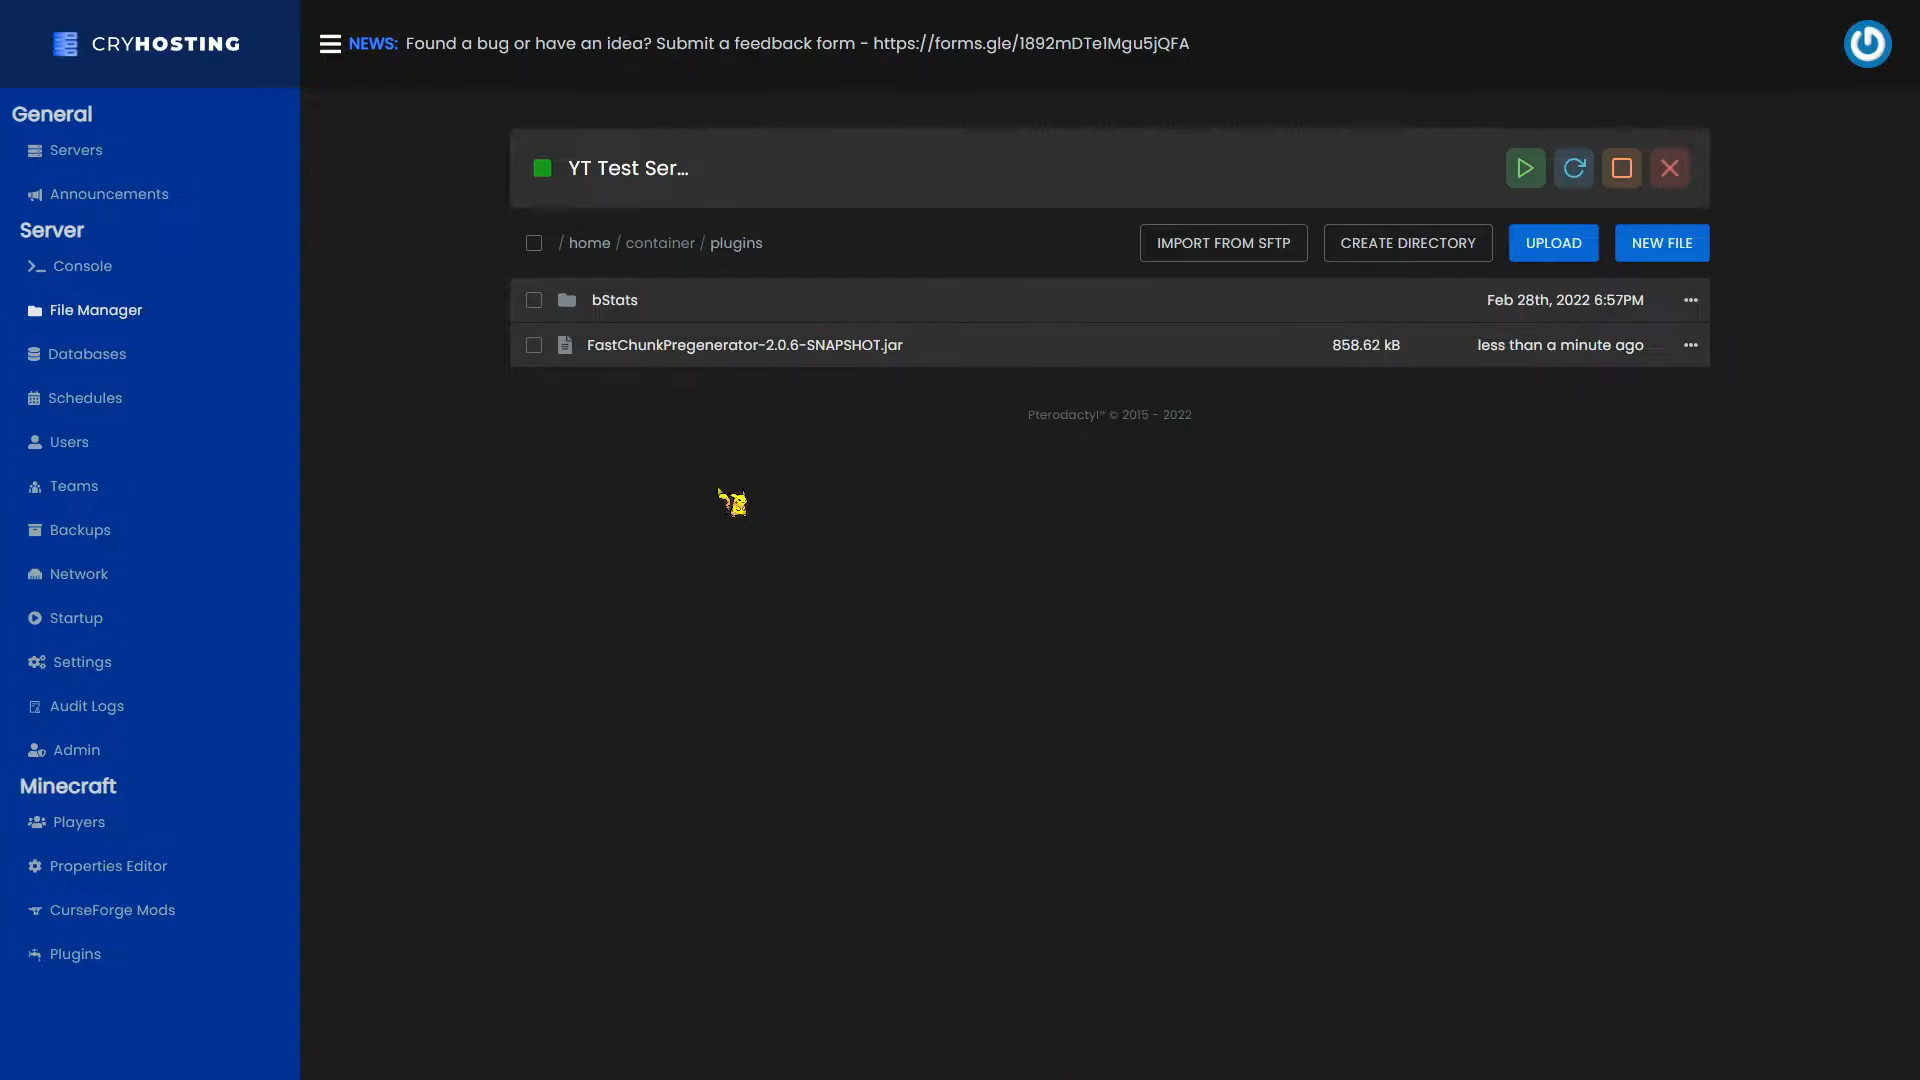 CRYHOSTING
NEWS: Found a bug or have an idea? Submit a feedback form - https://forms.gle/1892mDTe1Mgu5jQFA
General
Servers
Announcements
Server
Console
File Manager
Databases
Schedules
Users
Teams
Backups
Network
Startup
Settings
Audit Logs
Admin
Minecraft
Players
Properties Editor
CurseForge Mods
Plugins
YT Test Ser...
/ home / container / plugins
IMPORT FROM SFTP
CREATE DIRECTORY
UPLOAD
NEW FILE
bStats Feb 28th, 2022 6:57PM
FastChunkPregenerator-2.0.6-SNAPSHOT.jar 858.62 kB less than a minute ago
Pterodactyl® © 2015 - 2022